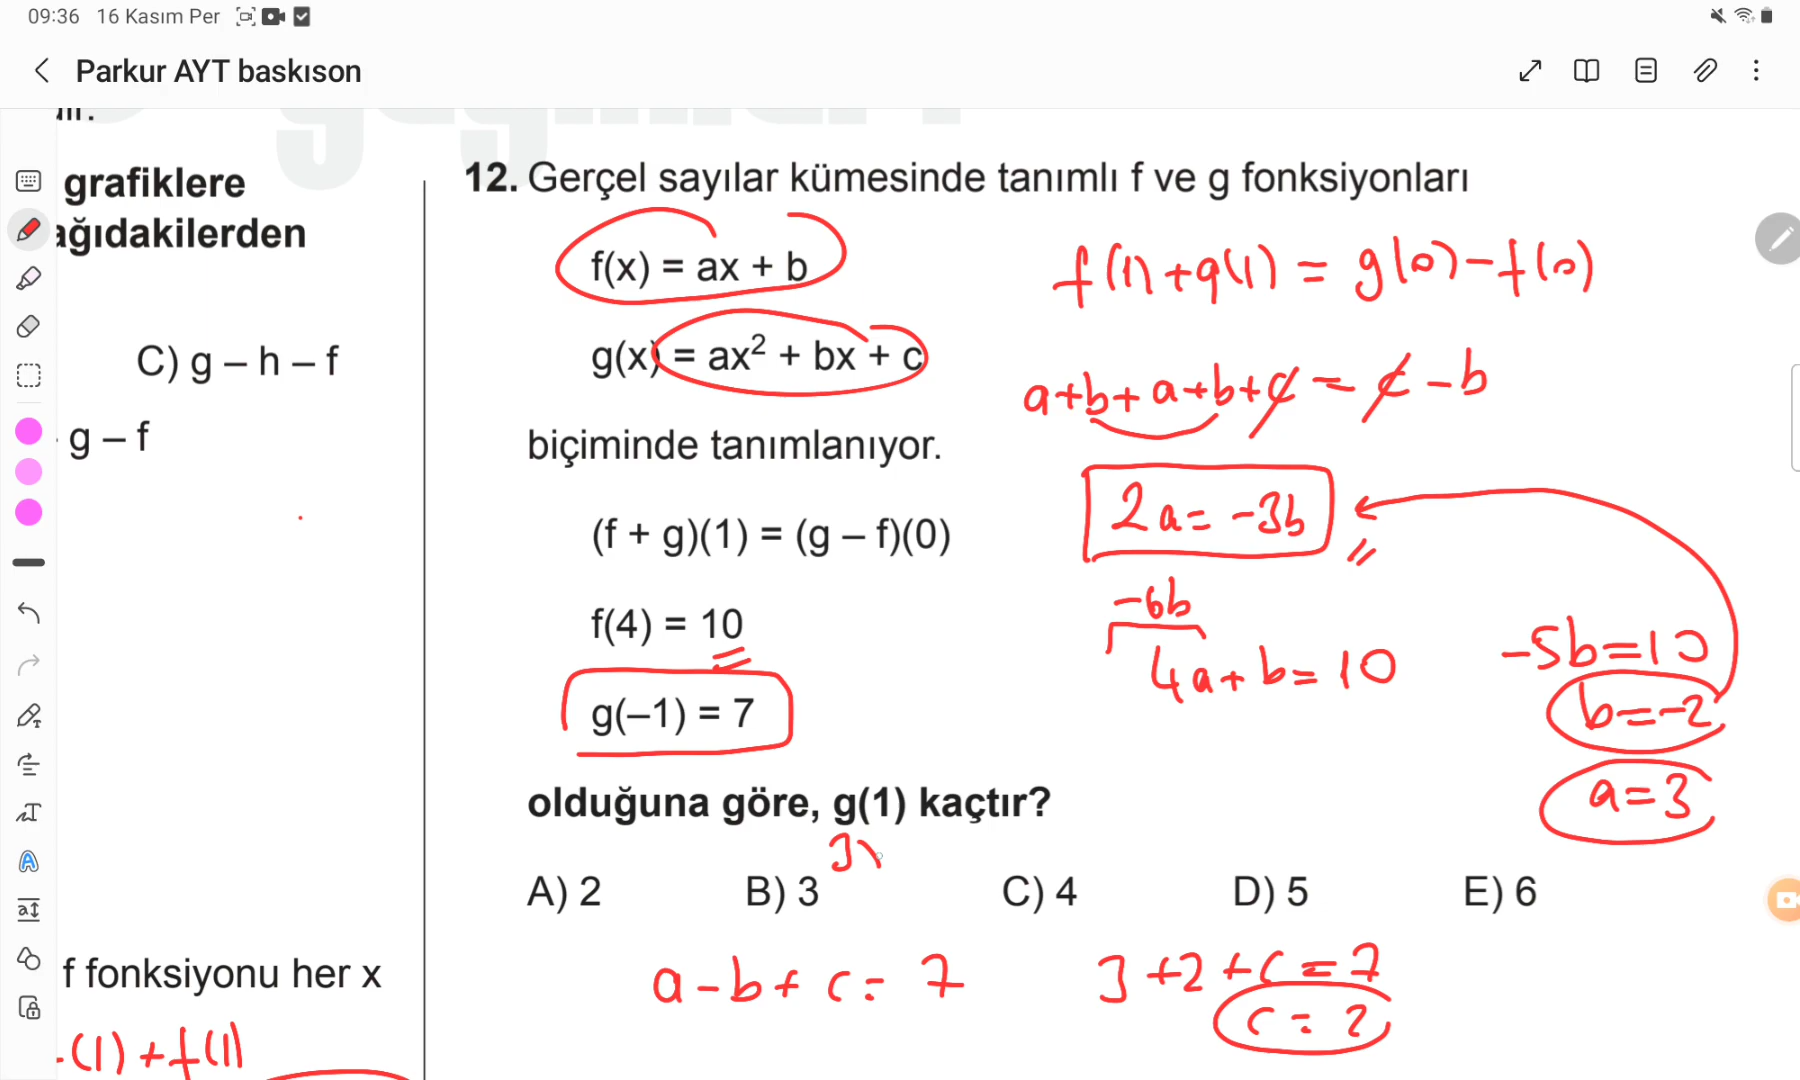 09:36 16 Kasım Per
Parkur AYT baskıson
grafiklere
ağıdakilerden
C) g – h – f
g – f
f fonksiyonu her x
(1) + f(1)
12. Gerçel sayılar kümesinde tanımlı f ve g fonksiyonları
f(x) = ax + b
g(x) = ax² + bx + c
biçiminde tanımlanıyor.
(f + g)(1) = (g – f)(0)
f(4) = 10
g(–1) = 7
olduğuna göre, g(1) kaçtır?
3
A) 2 B) 3 C) 4 D) 5 E) 6
f(1) + g(1) = g(0) – f(0)
a + b + a + b + c = c – b
2a = –3b
–6b
4a + b = 10
–5b = 10
b = –2
a = 3
a – b + c = 7
3 + 2 + c = 7
c = 2